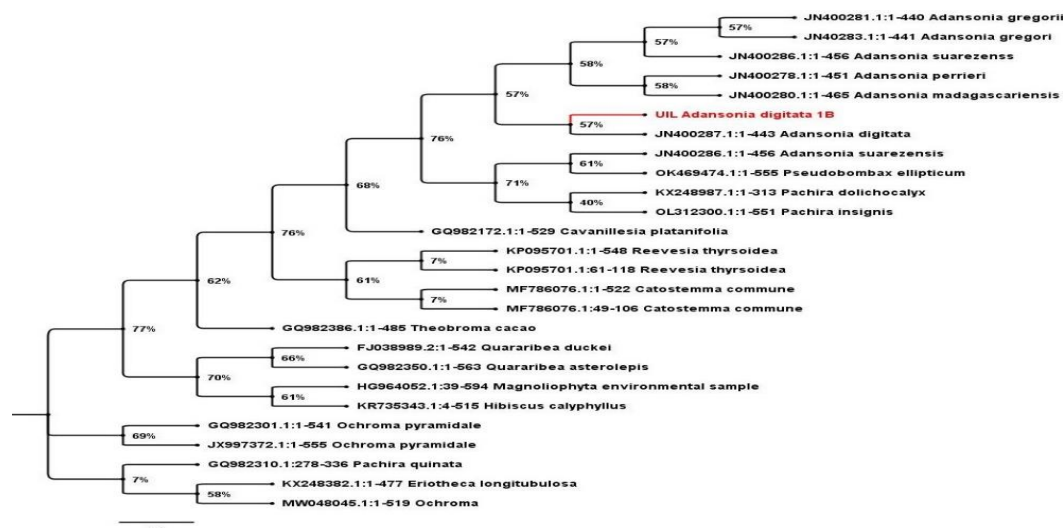 JN400281.1:1-440 Adansonia gregorii
57%
JN40283.1:1-441 Adansonia gregori
57%
JN400286.1:1-456 Adansonia suarezenss
58%
JN400278.1:1-451 Adansonia perrieri
58%
JN400280.1:1-465 Adansonia madagascariensis
57%
UIL Adansonia digitata 1B
57%
JN400287.1:1-443 Adansonia digitata
76%
JN400286.1:1-456 Adansonia suarezensis
61%
OK469474.1:1-555 Pseudobombax ellipticum
71%
KX248987.1:1-313 Pachira dolichocalyx
40%
OL312300.1:1-551 Pachira insignis
68%
GQ982172.1:1-529 Cavanillesia platanifolia
76%
KP095701.1:1-548 Reevesia thyrsoidea
7%
KP095701.1:61-118 Reevesia thyrsoidea
61%
MF786076.1:1-522 Catostemma commune
7%
MF786076.1:49-106 Catostemma commune
62%
GQ982386.1:1-485 Theobroma cacao
77%
FJ038989.2:1-542 Quararibea duckei
66%
GQ982350.1:1-563 Quararibea asterolepis
70%
HG964052.1:39-594 Magnoliophyta environmental sample
61%
KR735343.1:4-515 Hibiscus calyphyllus
GQ982301.1:1-541 Ochroma pyramidale
69%
JX997372.1:1-555 Ochroma pyramidale
GQ982310.1:278-336 Pachira quinata
7%
KX248382.1:1-477 Eriotheca longitubulosa
58%
MW048045.1:1-519 Ochroma